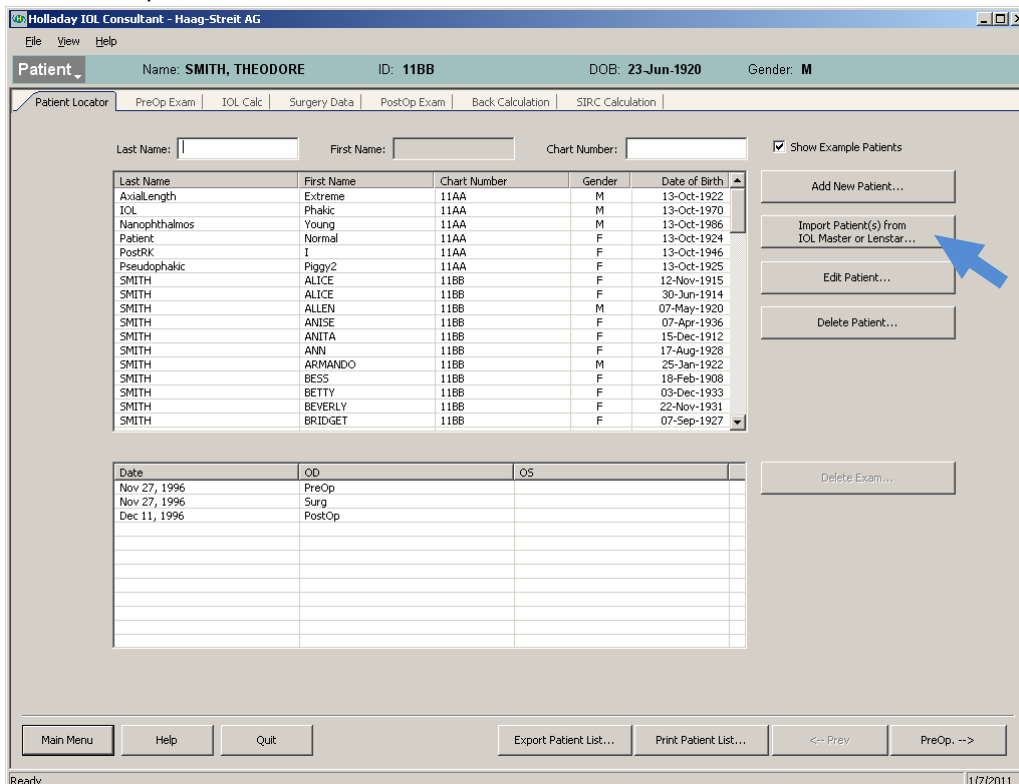 Holladay IOL Consultant - Haag-Streit AG
File View Help
Patient Name: SMITH, THEODORE ID: 11BB DOB: 23-Jun-1920 Gender: M
Patient Locator PreOp Exam IOL Calc Surgery Data PostOp Exam Back Calculation SIRC Calculation
Last Name: First Name: Chart Number: Show Example Patients
Last Name First Name Chart Number Gender Date of Birth
AxialLength Extreme 11AA M 13-Oct-1922
IOL Phakic 11AA M 13-Oct-1970
Nanophthalmos Young 11AA M 13-Oct-1986
Patient Normal 11AA F 13-Oct-1924
PostRK I 11AA F 13-Oct-1946
Pseudophakic Piggy2 11AA F 13-Oct-1925
SMITH ALICE 11BB F 12-Nov-1915
SMITH ALICE 11BB F 30-Jun-1914
SMITH ALLEN 11BB M 07-May-1920
SMITH ANISE 11BB F 07-Apr-1936
SMITH ANITA 11BB F 15-Dec-1912
SMITH ANN 11BB F 17-Aug-1928
SMITH ARMANDO 11BB M 25-Jan-1922
SMITH BESS 11BB F 18-Feb-1908
SMITH BETTY 11BB F 03-Dec-1933
SMITH BEVERLY 11BB F 22-Nov-1931
SMITH BRIDGET 11BB F 07-Sep-1927
Add New Patient...
Import Patient(s) from
IOL Master or Lenstar...
Edit Patient...
Delete Patient...
Date OD OS
Nov 27, 1996 PreOp
Nov 27, 1996 Surg
Dec 11, 1996 PostOp
Delete Exam...
Main Menu Help Quit Export Patient List... Print Patient List... <-- Prev PreOp. -->
Ready 1/7/2011